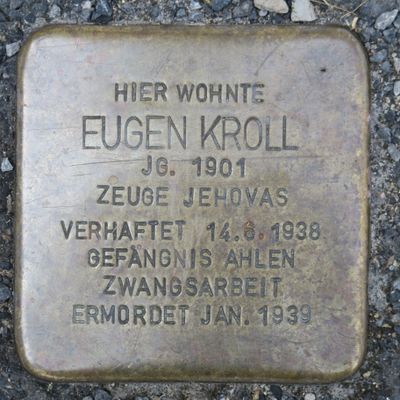 HIER WOHNTE
EUGEN KROLL
JG. 1901
ZEUGE JEHOVAS
VERHAFTET 14.6.1938
GEFÄNGNIS AHLEN
ZWANGSARBEIT
ERMORDET JAN. 1939